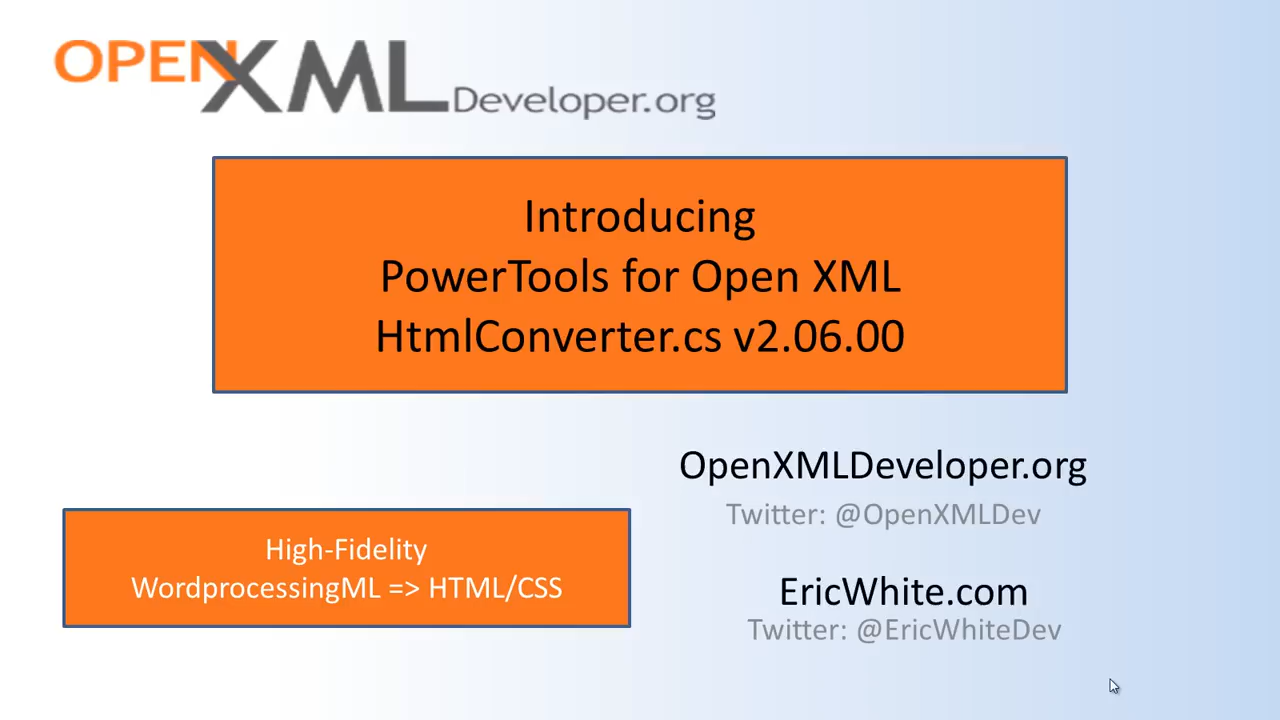 OPEN XML Developer.org
Introducing
PowerTools for Open XML
HtmlConverter.cs v2.06.00
OpenXMLDeveloper.org
Twitter: @OpenXMLDev
High-Fidelity
WordprocessingML => HTML/CSS
EricWhite.com
Twitter: @EricWhiteDev